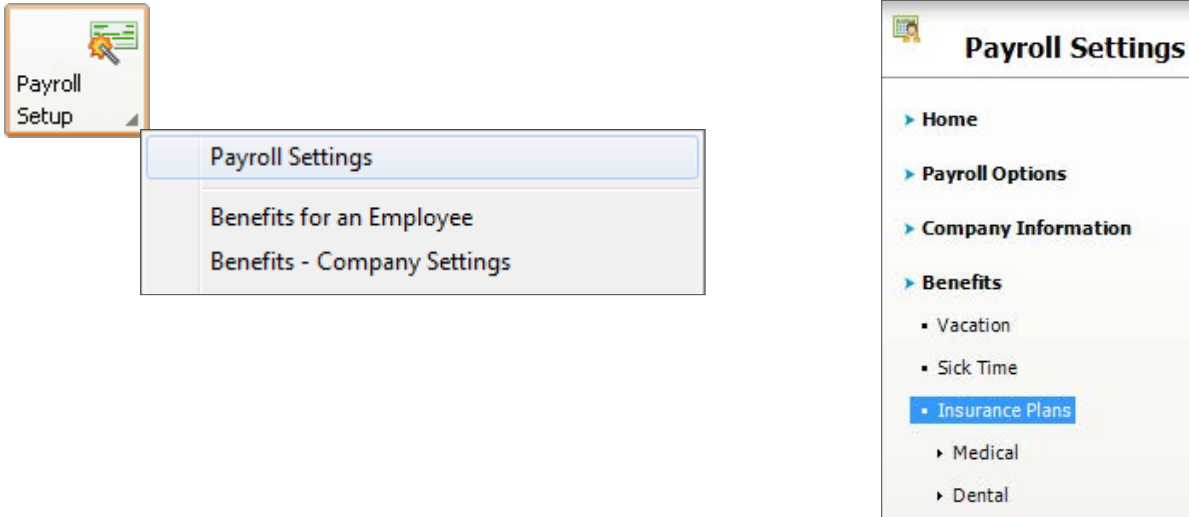 Payroll
Setup
Payroll Settings
Benefits for an Employee
Benefits - Company Settings
Payroll Settings
Home
Payroll Options
Company Information
Benefits
Vacation
Sick Time
Insurance Plans
Medical
Dental